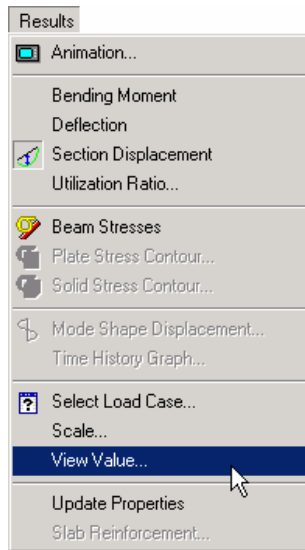 Results
Animation...
Bending Moment
Deflection
Section Displacement
Utilization Ratio...
Beam Stresses
Plate Stress Contour...
Solid Stress Contour...
Mode Shape Displacement...
Time History Graph...
Select Load Case...
Scale...
View Value...
Update Properties
Slab Reinforcement...